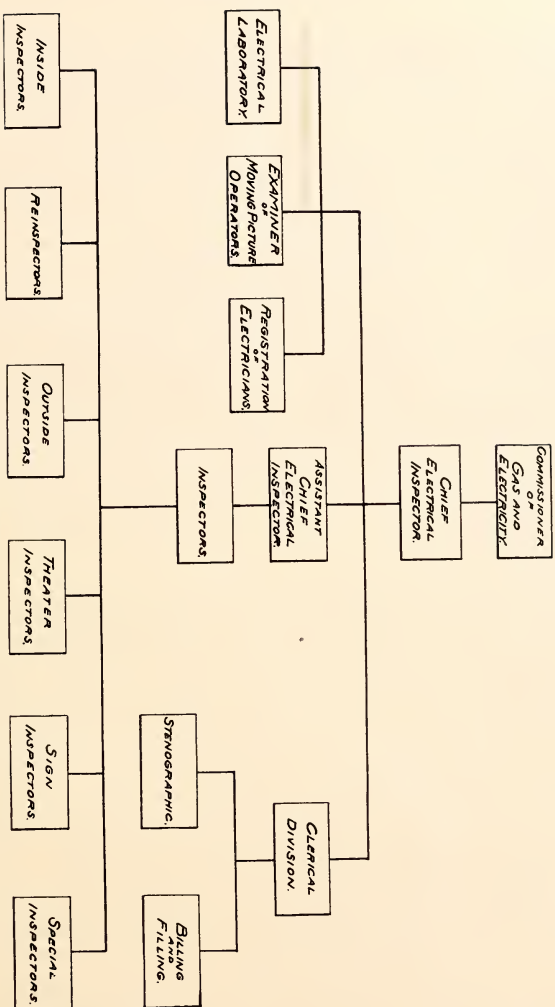 COMMISSIONER
OF
GAS AND
ELECTRICITY.
CHIEF
ELECTRICAL
INSPECTOR.
ELECTRICAL
LABORATORY.
EXAMINER
OF
MOVING PICTURE
OPERATORS.
REGISTRATION
OF
ELECTRICIANS.
ASSISTANT
CHIEF
ELECTRICAL
INSPECTOR.
CLERICAL
DIVISION.
INSPECTORS.
STENOGRAPHIC.
BILLING
AND
FILLING.
INSIDE
INSPECTORS.
REINSPECTORS.
OUTSIDE
INSPECTORS.
THEATER
INSPECTORS.
SIGN
INSPECTORS.
SPECIAL
INSPECTORS.